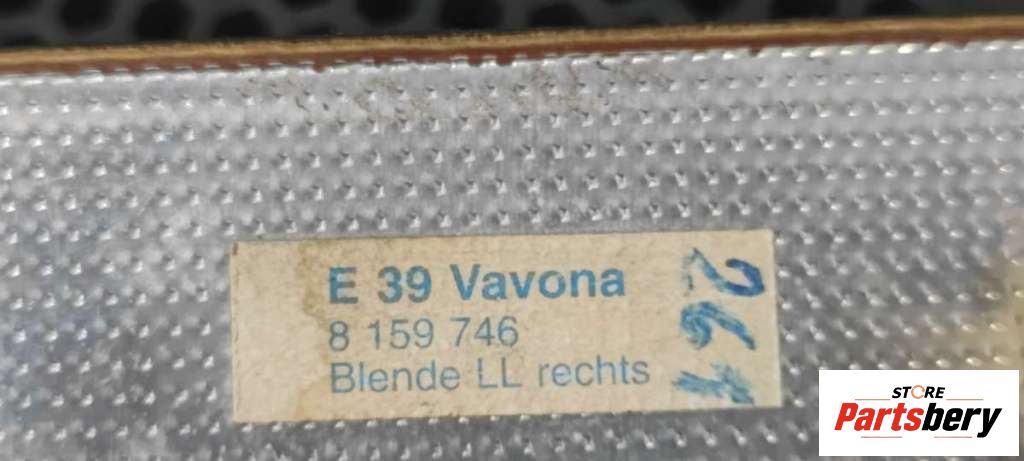 E 39 Vavona
8 159 746
Blende LL rechts
STORE
Partsbery